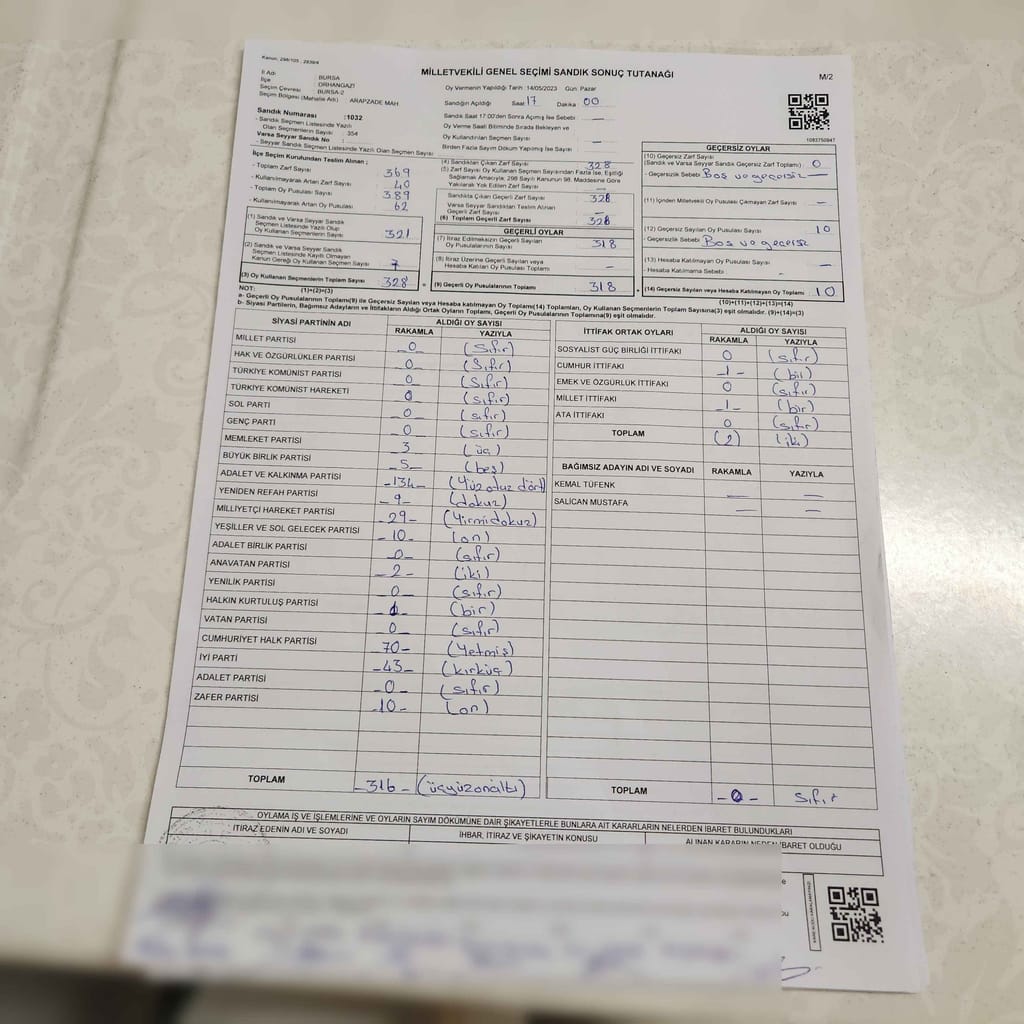 Kanun: 298/105 , 2839/4
MİLLETVEKİLİ GENEL SEÇİMİ SANDIK SONUÇ TUTANAĞI
M/2
İl Adı : BURSA
İlçe : ORHANGAZİ
Seçim Çevresi : BURSA-2
Seçim Bölgesi (Mahalle Adı) : ARAPZADE MAH
Sandık Numarası :1032
- Sandık Seçmen Listesinde Yazılı
Olan Seçmenlerin Sayısı : 354
Varsa Seyyar Sandık No
- Seyyar Sandık Seçmen Listesinde Yazılı Olan Seçmen Sayısı
Oy Vermenin Yapıldığı Tarih :14/05/2023 Gün: Pazar
Sandığın Açıldığı Saat 17 Dakika 00
Sandık Saat 17:00'den Sonra Açılmış İse Sebebi —
Oy Verme Saati Bitiminde Sırada Bekleyen ve
Oy Kullandırılan Seçmen Sayısı —
Birden Fazla Sayım Dökümü Yapılmış İse Sayısı —
1083750947
İlçe Seçim Kurulundan Teslim Alınan ;
- Toplam Zarf Sayısı : 369
- Kullanılmayarak Artan Zarf Sayısı : 40
- Toplam Oy Pusulası Sayısı : 389
- Kullanılmayarak Artan Oy Pusulası : 62
(1) Sandık ve Varsa Seyyar Sandık
Seçmen Listesinde Yazılı Olup
Oy Kullanan Seçmenlerin Sayısı 321
(2) Sandık ve Varsa Seyyar Sandık
Seçmen Listesinde Kayıtlı Olmayan
Kanun Gereği Oy Kullanan Seçmen Sayısı 7
(3) Oy Kullanan Seçmenlerin Toplam Sayısı 328
(1)+(2)=(3)
(4) Sandıktan Çıkan Zarf Sayısı 328
(5) Zarf Sayısı Oy Kullanan Seçmen Sayısından Fazla İse, Eşitliği
Sağlamak Amacıyla; 298 Sayılı Kanunun 98. Maddesine Göre
Yakılarak Yok Edilen Zarf Sayısı —
Sandıkta Çıkan Geçerli Zarf Sayısı 328
Varsa Seyyar Sandıktan Teslim Alınan
Geçerli Zarf Sayısı —
(6) Toplam Geçerli Zarf Sayısı 328
GEÇERLİ OYLAR
(7) İtiraz Edilmeksizin Geçerli Sayılan
Oy Pusulalarının Sayısı 318
(8) İtiraz Üzerine Geçerli Sayılan veya
Hesaba Katılan Oy Pusulası Toplamı —
(9) Geçerli Oy Pusulalarının Toplamı 318
GEÇERSİZ OYLAR
(10) Geçersiz Zarf Sayısı
(Sandık ve Varsa Seyyar Sandık Geçersiz Zarf Toplamı) : 0
- Geçersizlik Sebebi Boş ve geçersiz —
(11) İçinden Milletvekili Oy Pusulası Çıkmayan Zarf Sayısı —
(12) Geçersiz Sayılan Oy Pusulası Sayısı 10
- Geçersizlik Sebebi Boş ve geçersiz
(13) Hesaba Katılmayan Oy Pusulası Sayısı —
- Hesaba Katılmama Sebebi -
(14) Geçersiz Sayılan veya Hesaba Katılmayan Oy Toplamı 10
(10)+(11)+(12)+(13)=(14)
NOT:
a- Geçerli Oy Pusulalarının Toplamı(9) ile Geçersiz Sayılan veya Hesaba katılmayan Oy Toplamı(14) Toplamları, Oy Kullanan Seçmenlerin Toplam Sayısına(3) eşit olmalıdır. (9)+(14)=(3)
b- Siyasi Partilerin, Bağımsız Adayların ve İttifakların Aldığı Ortak Oyların Toplamı, Geçerli Oy Pusulalarının Toplamına(9) eşit olmalıdır.
SİYASİ PARTİNİN ADI ALDIĞI OY SAYISI
RAKAMLA YAZIYLA
MİLLET PARTİSİ 0 (Sıfır)
HAK VE ÖZGÜRLÜKLER PARTİSİ 0 (Sıfır)
TÜRKİYE KOMÜNİST PARTİSİ 0 (sıfır)
TÜRKİYE KOMÜNİST HAREKETİ 0 (sıfır)
SOL PARTİ 0 (sıfır)
GENÇ PARTİ 0 (sıfır)
MEMLEKET PARTİSİ 3 (üç)
BÜYÜK BİRLİK PARTİSİ 5 (beş)
ADALET VE KALKINMA PARTİSİ 134 (Yüzotuz dört)
YENİDEN REFAH PARTİSİ 9 (dokuz)
MİLLİYETÇİ HAREKET PARTİSİ 29 (Yirmidokuz)
YEŞİLLER VE SOL GELECEK PARTİSİ 10 (on)
ADALET BİRLİK PARTİSİ 0 (sıfır)
ANAVATAN PARTİSİ 2 (iki)
YENİLİK PARTİSİ 0 (sıfır)
HALKIN KURTULUŞ PARTİSİ 1 (bir)
VATAN PARTİSİ 0 (sıfır)
CUMHURİYET HALK PARTİSİ 70 (Yetmiş)
İYİ PARTİ 43 (kırküç)
ADALET PARTİSİ 0 (sıfır)
ZAFER PARTİSİ 10 (on)
TOPLAM 316 (üçyüzonaltı)
İTTİFAK ORTAK OYLARI ALDIĞI OY SAYISI
RAKAMLA YAZIYLA
SOSYALİST GÜÇ BİRLİĞİ İTTİFAKI 0 (sıfır)
CUMHUR İTTİFAKI 1 (bir)
EMEK VE ÖZGÜRLÜK İTTİFAKI 0 (sıfır)
MİLLET İTTİFAKI 1 (bir)
ATA İTTİFAKI 0 (sıfır)
TOPLAM (2) (iki)
BAĞIMSIZ ADAYIN ADI VE SOYADI RAKAMLA YAZIYLA
KEMAL TÜFENK — —
SALİCAN MUSTAFA — —
TOPLAM 0 Sıfır
OYLAMA İŞ VE İŞLEMLERİNE VE OYLARIN SAYIM DÖKÜMÜNE DAİR ŞİKAYETLERLE BUNLARA AİT KARARLARIN NELERDEN İBARET BULUNDUKLARI
İTİRAZ EDENİN ADI VE SOYADI
İHBAR, İTİRAZ VE ŞİKAYETİN KONUSU
ALINAN KARARIN NEDEN İBARET OLDUĞU